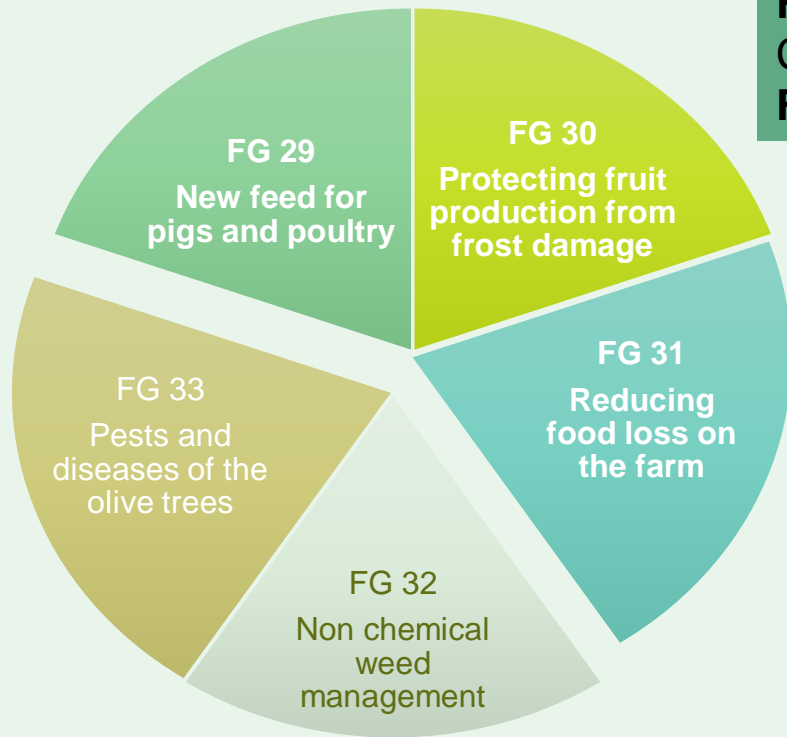 FG 29
New feed for
pigs and poultry
FG 30
Protecting fruit
production from
frost damage
FG 31
Reducing
food loss on
the farm
FG 32
Non chemical
weed
management
FG 33
Pests and
diseases of the
olive trees